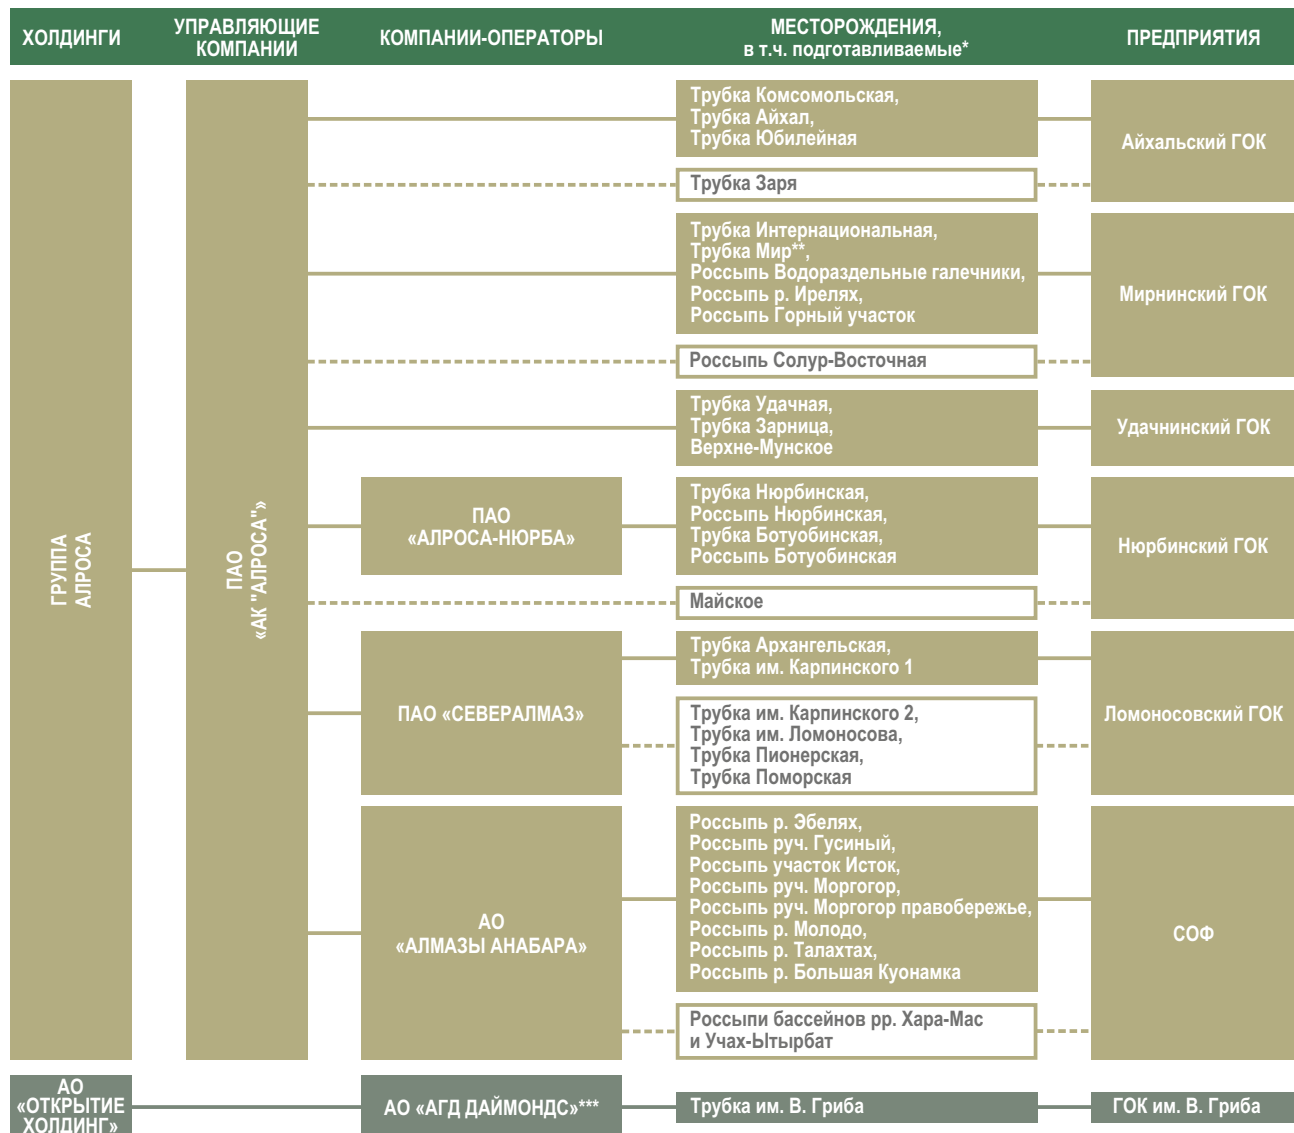 ХОЛДИНГИ
УПРАВЛЯЮЩИЕ
КОМПАНИИ
КОМПАНИИ-ОПЕРАТОРЫ
МЕСТОРОЖДЕНИЯ,
в т.ч. подготавливаемые*
ПРЕДПРИЯТИЯ
ГРУППА
АЛРОСА
ПАО
«АК "АЛРОСА"»
Трубка Комсомольская,
Трубка Айхал,
Трубка Юбилейная
Айхальский ГОК
Трубка Заря
Трубка Интернациональная,
Трубка Мир**,
Россыпь Водораздельные галечники,
Россыпь р. Ирелях,
Россыпь Горный участок
Мирнинский ГОК
Россыпь Солур-Восточная
Трубка Удачная,
Трубка Зарница,
Верхне-Мунское
Удачнинский ГОК
ПАО
«АЛРОСА-НЮРБА»
Трубка Нюрбинская,
Россыпь Нюрбинская,
Трубка Ботуобинская,
Россыпь Ботуобинская
Нюрбинский ГОК
Майское
ПАО «СЕВЕРАЛМАЗ»
Трубка Архангельская,
Трубка им. Карпинского 1
Ломоносовский ГОК
Трубка им. Карпинского 2,
Трубка им. Ломоносова,
Трубка Пионерская,
Трубка Поморская
АО
«АЛМАЗЫ АНАБАРА»
Россыпь р. Эбелях,
Россыпь руч. Гусиный,
Россыпь участок Исток,
Россыпь руч. Моргогор,
Россыпь руч. Моргогор правобережье,
Россыпь р. Молодо,
Россыпь р. Талахтах,
Россыпь р. Большая Куонамка
СОФ
Россыпи бассейнов рр. Хара-Мас
и Учах-Ытырбат
АО
«ОТКРЫТИЕ
ХОЛДИНГ»
АО «АГД ДАЙМОНДС»***
Трубка им. В. Гриба
ГОК им. В. Гриба